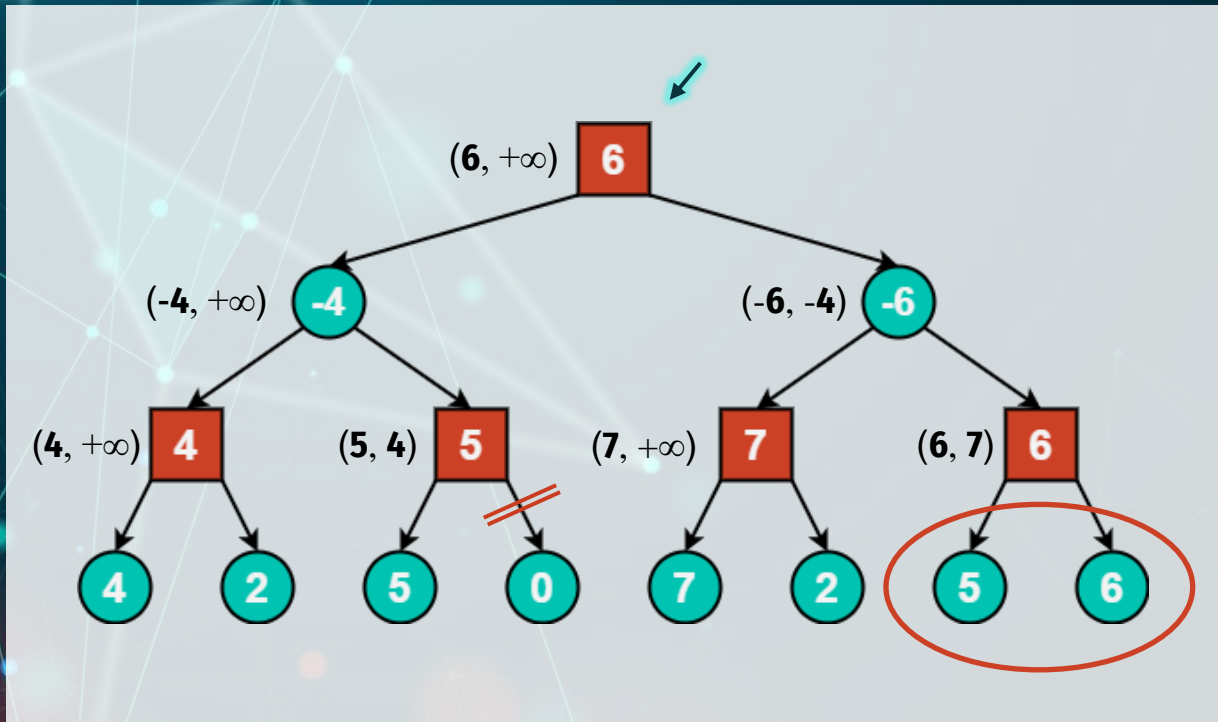 (6, +∞) 6
(-4, +∞) -4 (-6, -4) -6
(4, +∞) 4 (5, 4) 5 (7, +∞) 7 (6, 7) 6
4 2 5 0 7 2 5 6